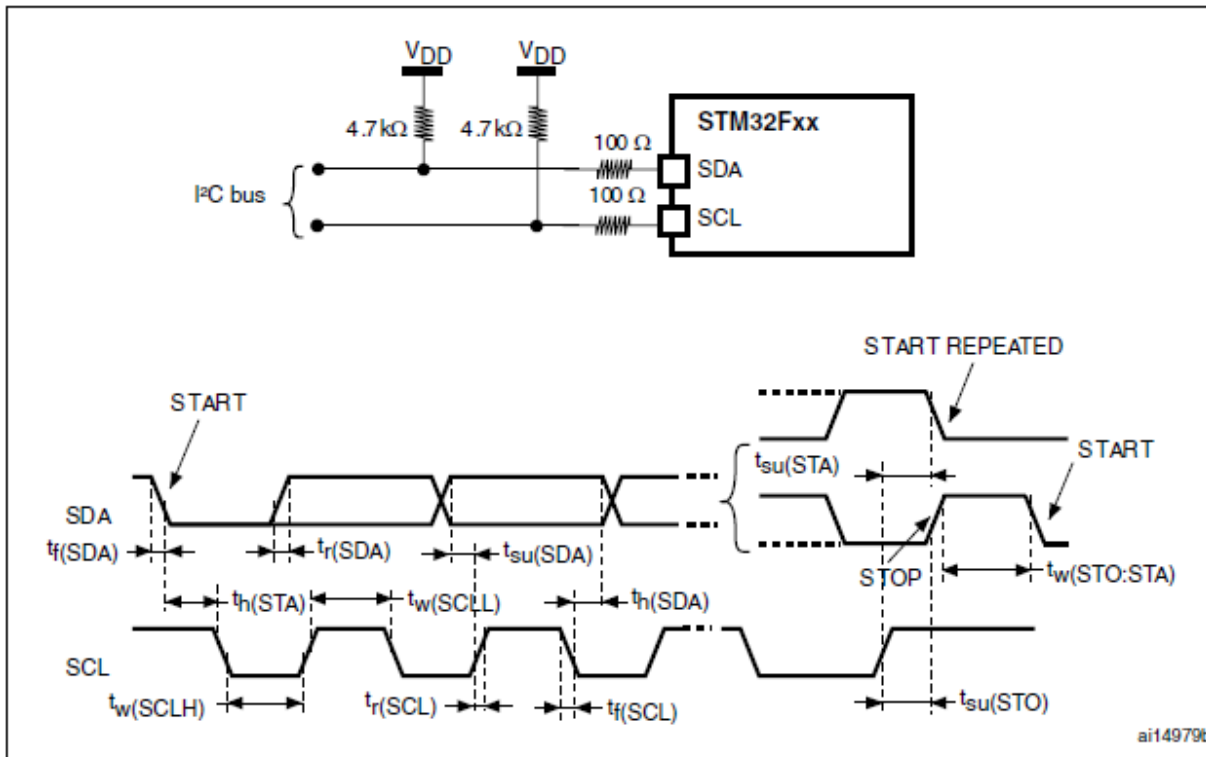 VDD VDD
4.7kΩ 4.7kΩ
STM32Fxx
100 Ω
SDA
I²C bus
100 Ω
SCL
START REPEATED
START
tsu(STA)
START
SDA
tf(SDA) tr(SDA) tsu(SDA)
STOP
tw(STO:STA)
th(STA) tw(SCLL) th(SDA)
SCL
tw(SCLH) tr(SCL) tf(SCL) tsu(STO)
ai14979b